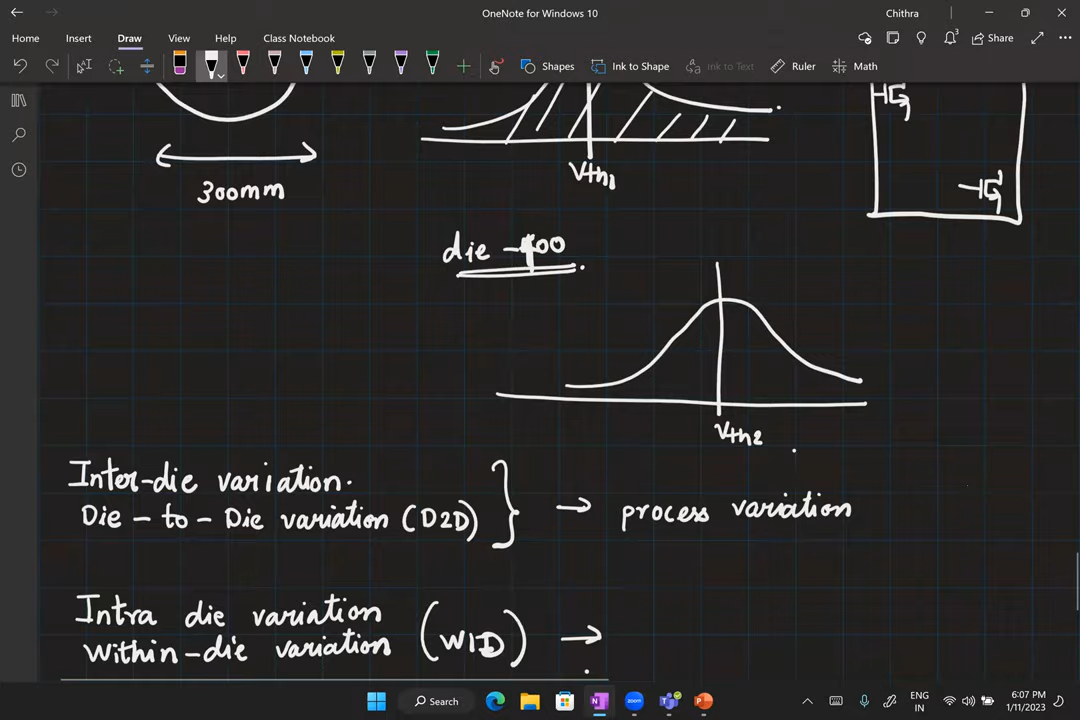 OneNote for Windows 10
Chithra
Home Insert Draw View Help Class Notebook
Share
Shapes Ink to Shape Ink to Text Ruler Math
300mm
Vth1
die - 400
Vth2
Inter-die variation.
Die - to - Die variation (D2D)
→ process variation
Intra die variation
Within-die variation (WID) →
Search
ENG
IN
6:07 PM
1/11/2023